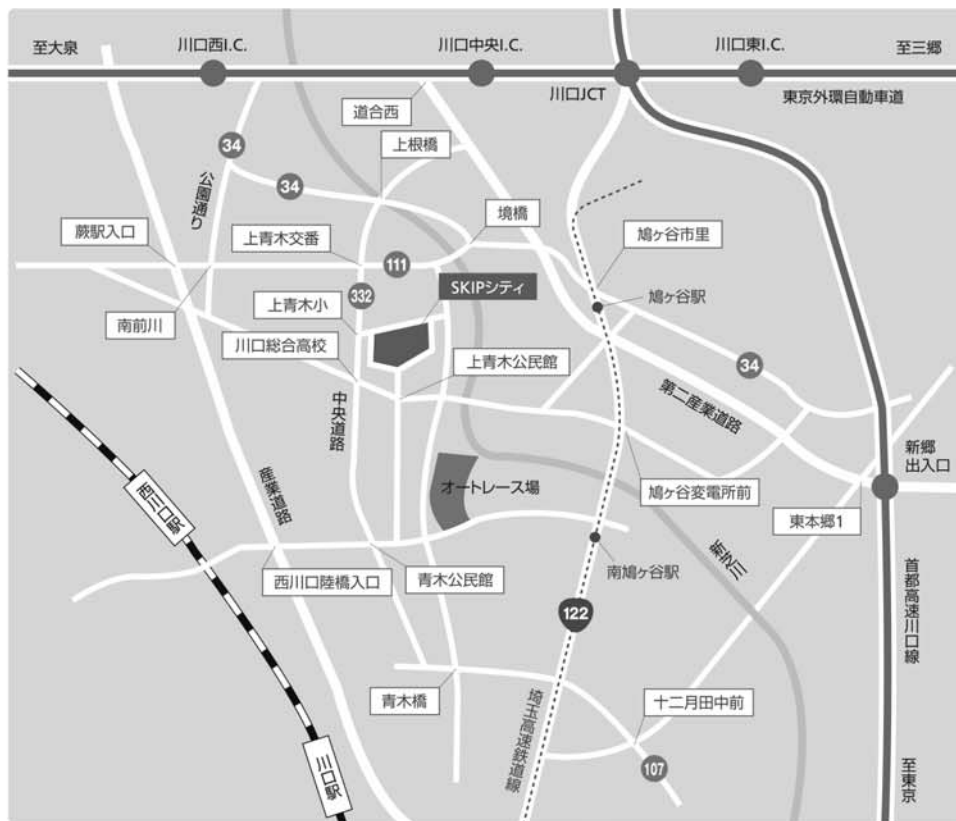 至大泉
川口西I.C.
川口中央I.C.
川口東I.C.
至三郷
川口JCT
東京外環自動車道
道合西
上根橋
34
34
公園通り
境橋
蕨駅入口
上青木交番
111
鳩ヶ谷市里
SKIPシティ
332
鳩ヶ谷駅
上青木小
南前川
川口総合高校
上青木公民館
34
中央道路
第二産業道路
新郷
出入口
産業道路
オートレース場
鳩ヶ谷変電所前
西川口駅
東本郷1
新芝川
西川口陸橋入口
青木公民館
南鳩ヶ谷駅
122
首都高速川口線
青木橋
十二月田中前
埼玉高速鉄道線
川口駅
107
至東京